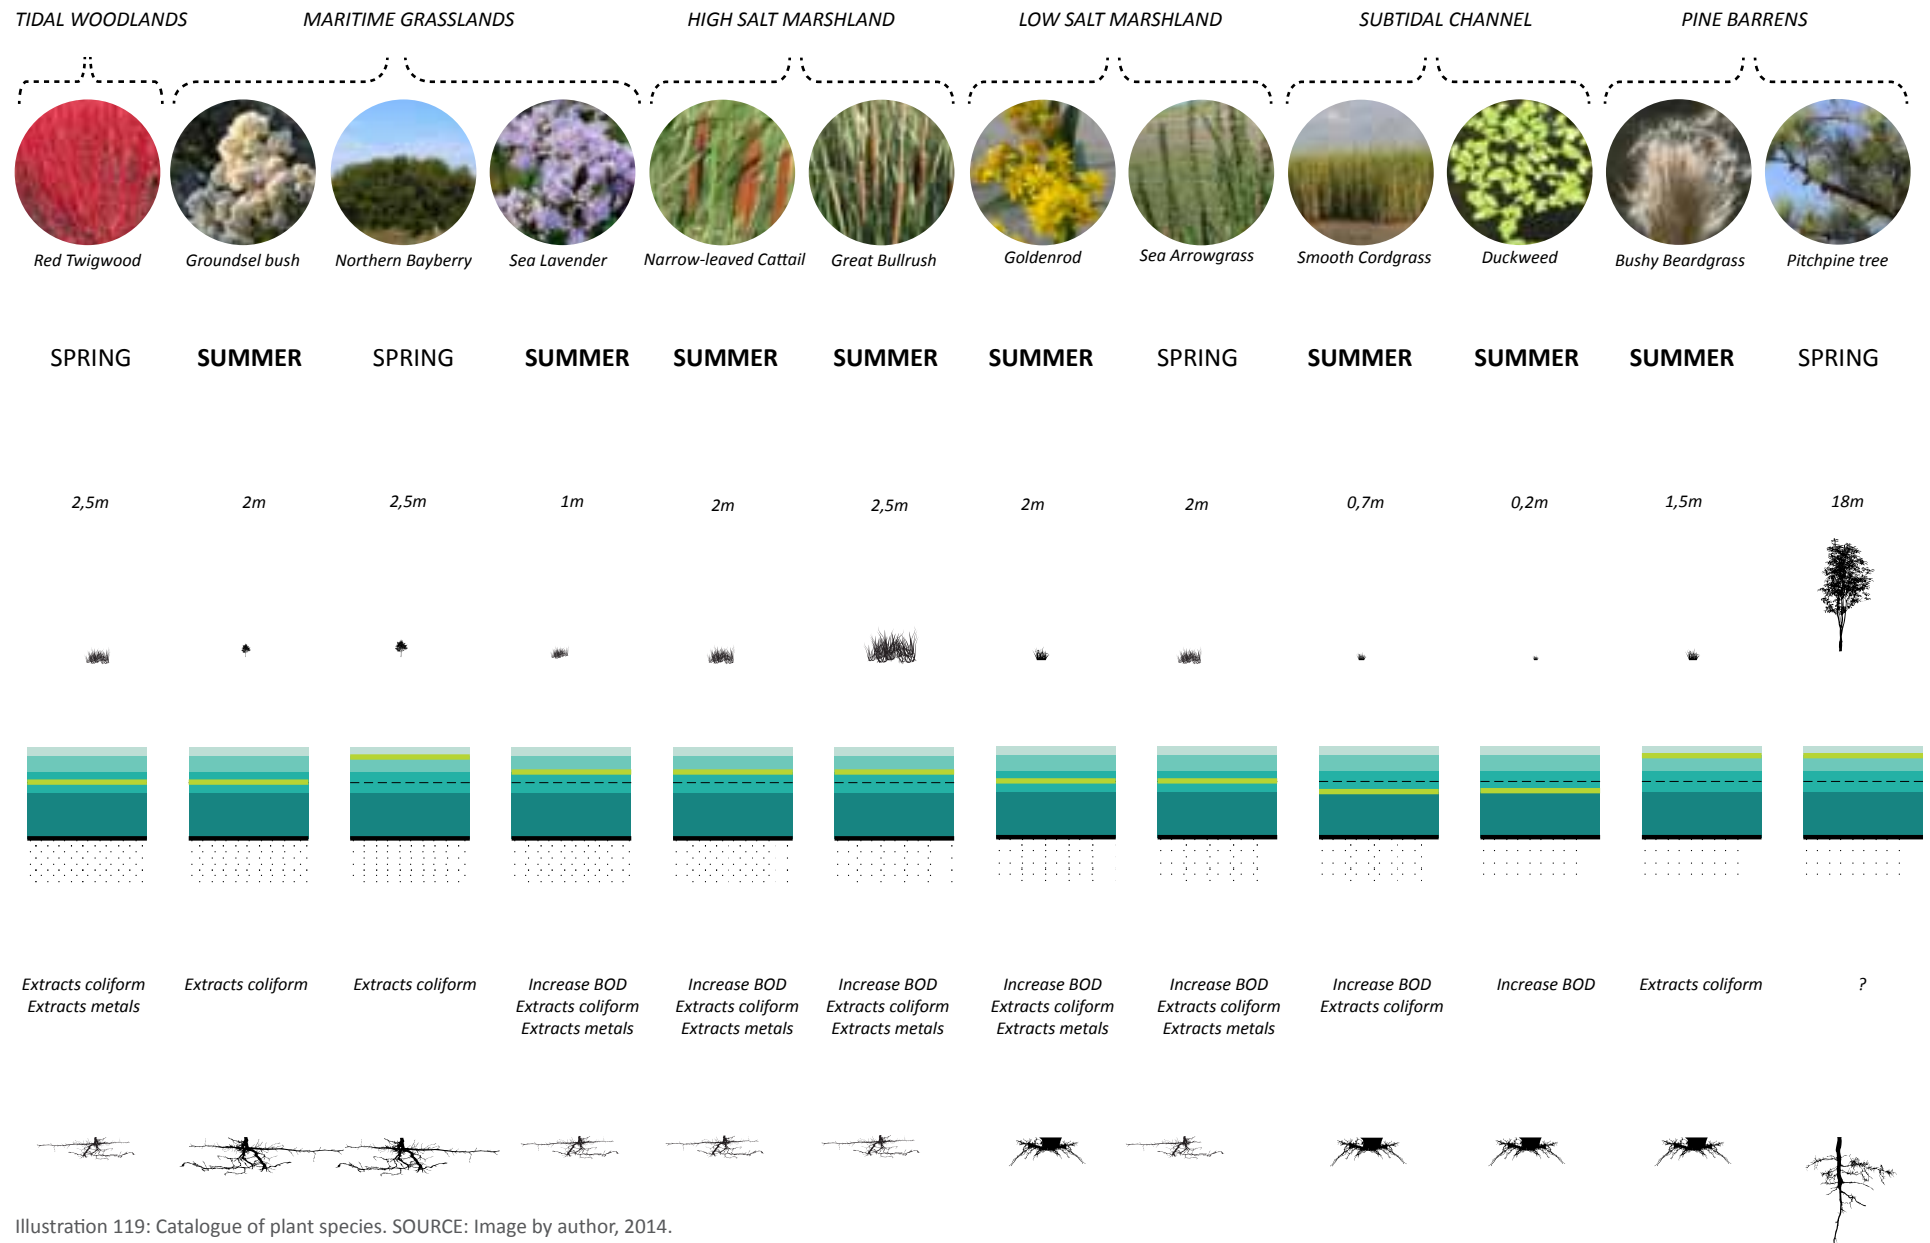 TIDAL WOODLANDS
MARITIME GRASSLANDS
HIGH SALT MARSHLAND
LOW SALT MARSHLAND
SUBTIDAL CHANNEL
PINE BARRENS
Red Twigwood
Groundsel bush
Northern Bayberry
Sea Lavender
Narrow-leaved Cattail
Great Bullrush
Goldenrod
Sea Arrowgrass
Smooth Cordgrass
Duckweed
Bushy Beardgrass
Pitchpine tree
SPRING
SUMMER
SPRING
SUMMER
SUMMER
SUMMER
SUMMER
SPRING
SUMMER
SUMMER
SUMMER
SPRING
2,5m
2m
2,5m
1m
2m
2,5m
2m
2m
0,7m
0,2m
1,5m
18m
Extracts coliform
Extracts metals
Extracts coliform
Extracts coliform
Increase BOD
Extracts coliform
Extracts metals
Increase BOD
Extracts coliform
Extracts metals
Increase BOD
Extracts coliform
Extracts metals
Increase BOD
Extracts coliform
Extracts metals
Increase BOD
Extracts coliform
Extracts metals
Increase BOD
Extracts coliform
Increase BOD
Extracts coliform
?
Illustration 119: Catalogue of plant species. SOURCE: Image by author, 2014.